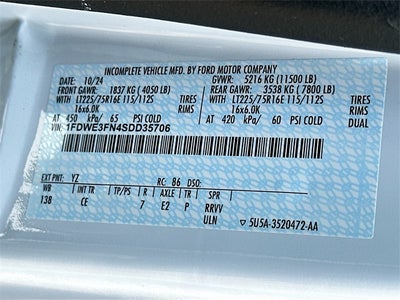 INCOMPLETE VEHICLE MFD. BY FORD MOTOR COMPANY
DATE: 10/24 GVWR: 5216 KG (11500 LB)
FRONT GAWR: 1837 KG (4050 LB) REAR GAWR: 3538 KG (7800 LB)
WITH LT225/75R16E 115/112S TIRES WITH LT225/75R16E 115/112S TIRES
16x6.0K RIMS 16x6.0K RIMS
AT 450 kPa/ 65 PSI COLD AT 420 kPa/ 60 PSI COLD DUAL
1FDWE3FN4SDD35706
EXT PNT: YZ RC: 86 DSO:
WB INT TR TP/PS R AXLE TR SPR
138 CE 7 E2 P RRVV
ULN 5U5A-3520472-AA